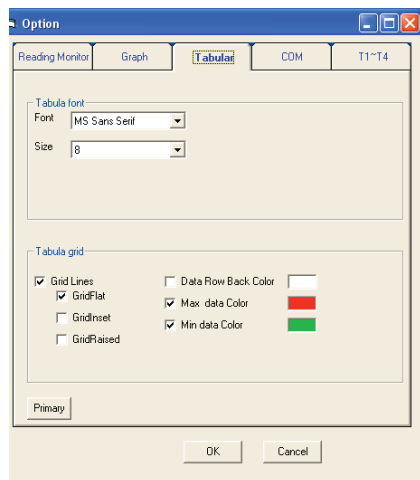 Option
Reading Monitor Graph Tabular COM T1~T4
Tabula font
Font MS Sans Serif
Size 8
Tabula grid
Grid Lines Data Row Back Color
GridFlat Max data Color
GridInset Min data Color
GridRaised
Primary
OK Cancel